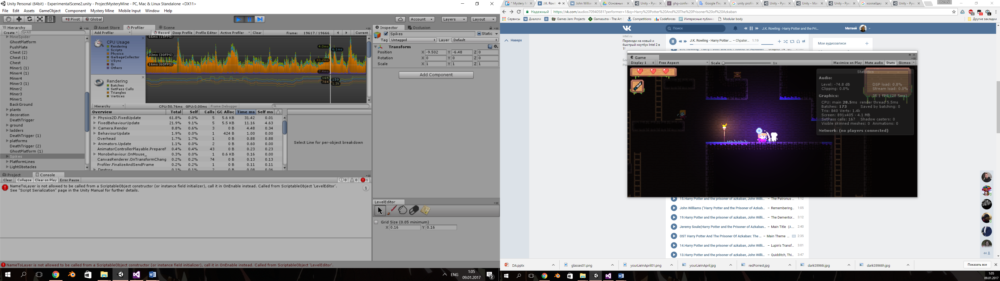 Unity Personal (64bit) - ExperimentalScene2.unity - ProjectMysteryMine - PC, Mac & Linux Standalone <DX11>
File Edit Assets GameObject Component Mystery Mine Mobile Input Window Help
Pivot Global Account Layers Layout
Hierarchy
Create All
MineSpider
GhostPlatform
PushPlate
Chest (2)
Chest (1)
Chest
Miner1 (1)
Miner4 (1)
Miner4
Miner3 (1)
Miner2
Miner3
Miner1
BackGround
plants
decoration
DeathTrigger
ground
ladders
DeathTrigger (1)
platforms
DeathTrigger (2)
GhostPlatform (1)
Spikes
PlatformLines
LightObstacles
Asset Store Profiler Scene
Add Profiler Record Deep Profile Profile Editor Active Profiler Clear Frame: 19617 / 19666 Current
CPU Usage
Rendering
Scripts
Physics
GarbageCollector
VSync
Gi
Others
66ms (15FPS)
33ms (30FPS)
16ms (60FPS)
4.0ms
6.1ms
33.2ms
7.4ms
Rendering
Batches
SetPass Calls
Triangles
Vertices
165 159
784 1.3k
Hierarchy CPU:50.76ms GPU:0.00ms Frame Debugger
Overview Total Self Calls GC Alloc Time ms Self ms
Physics2D.FixedUpdate 61.8% 0.0% 5 5.6 KB 31.42 0.01
FixedBehaviourUpdate 21.9% 9.1% 5 5.5 KB 11.16 4.63
Camera.Render 8.8% 0.6% 3 0 B 4.48 0.34
BehaviourUpdate 1.9% 0.0% 1 424 B 1.00 0.00
Overhead 1.7% 1.7% 1 0 B 0.88 0.88
Animators.Update 1.1% 0.0% 2 0 B 0.60 0.00
AnimatorControllerPlayable.PrepareF 0.4% 0.4% 43 0 B 0.23 0.23
Monobehaviour.OnMouse_ 0.3% 0.0% 1 0.6 KB 0.16 0.00
CanvasRenderer.OnTransformChang 0.2% 0.2% 74 0 B 0.13 0.13
Profiler.FinalizeAndSendFrame 0.2% 0.2% 1 0 B 0.11 0.11
Destroy 0.1% 0.1% 2 0 B 0.08 0.06
Select Line for per-object breakdown
Inspector Occlusion
Spikes Static
Tag Untagged Layer Default
Transform
Position X -9.502 Y -6.48 Z 0
Rotation X 0 Y 0 Z 0
Scale X 1 Y 1 Z 1
Add Component
Project Console
Clear Collapse Clear on Play Error Pause 0 0 1
NameToLayer is not allowed to be called from a ScriptableObject constructor (or instance field initializer), call it in OnEnable instead. Called from ScriptableObject 'LevelEditor'.
See "Script Serialization" page in the Unity Manual for further details.
1
LevelEditor
Grid Size (0.05 minimum)
X 0.16 Y 0.16
NameToLayer is not allowed to be called from a ScriptableObject constructor (or instance field initializer), call it in OnEnable instead. Called from ScriptableObject 'LevelEditor'.
ENG 1:05
09.01.2017
2
* Mystery M J.K. Row John William Основные Unity - Рук ghg-confer Google Пер unity profile Unity - Рук Unity - Ма Unity - Рук коллайдер Unity - Рук Матвей
Надежный https://vk.com/audios70940581?performer=1&q=Harry%20Potter%20And%20The%20Prisoner%20of%20Azkaban
Сервисы Диалоги Games Jam: Projects Gamasutra - The Art Competitions Codeforces Интересные публика Modular body Другие закладки
Поиск J.K. Rowling - Harry Potter and the Pri... Матвей
Наверх
intel.ru
Переходи на новый и
быстрый ноутбук Intel 2 в
1!
J.K. Rowling - Harry Potter ... – Chpater... 1:19
Мои аудиозаписи
Game
Display 1 Free Aspect Scale 1x Maximize on Play Mute audio Stats Gizmos
Statistics
Audio:
Level: -74.8 dB DSP load: 0.8%
Clipping: 0.0% Stream load: 0.0%
Graphics: 35.1 FPS (28.5ms)
CPU: main 28.5ms render thread 5.5ms
Batches: 173 Saved by batching: 0
Tris: 840 Verts: 1.4k
Screen: 891x405 - 4.1 MB
SetPass calls: 167 Shadow casters: 0
Visible skinned meshes: 0 Animations: 0
Network: (no players connected)
15.Harry Potter and the prisoner of azkaban, John Willi... – The Patronus ... 1:12
John Williams ("Harry Potter and the Prisoner of Azkab... – Remembering... 1:05
19.Harry Potter and the prisoner of azkaban, John Willi... – The Dementor... 3:12
Jeremy Soule(Harry Potter and the Prisoner of Azkaban... – Main Title (A... 2:40
OST Harry Potter And The Prisoner Of Azkaban: The ... – Main Theme ... 2:35
14.Harry Potter and the prisoner of azkaban, John Willi... – Lupin's Transf... 3:01
13.Harry Potter and the prisoner of azkaban, John Willi... – Quidditch, Thi... 3:47
44
DA.pptx glasses01.png yourLieInApril01.png yourLieInApril.jpg redForrest.jpg darkS9966i.jpg darkS9966h.jpg Показать все
1:05
09.01.2017